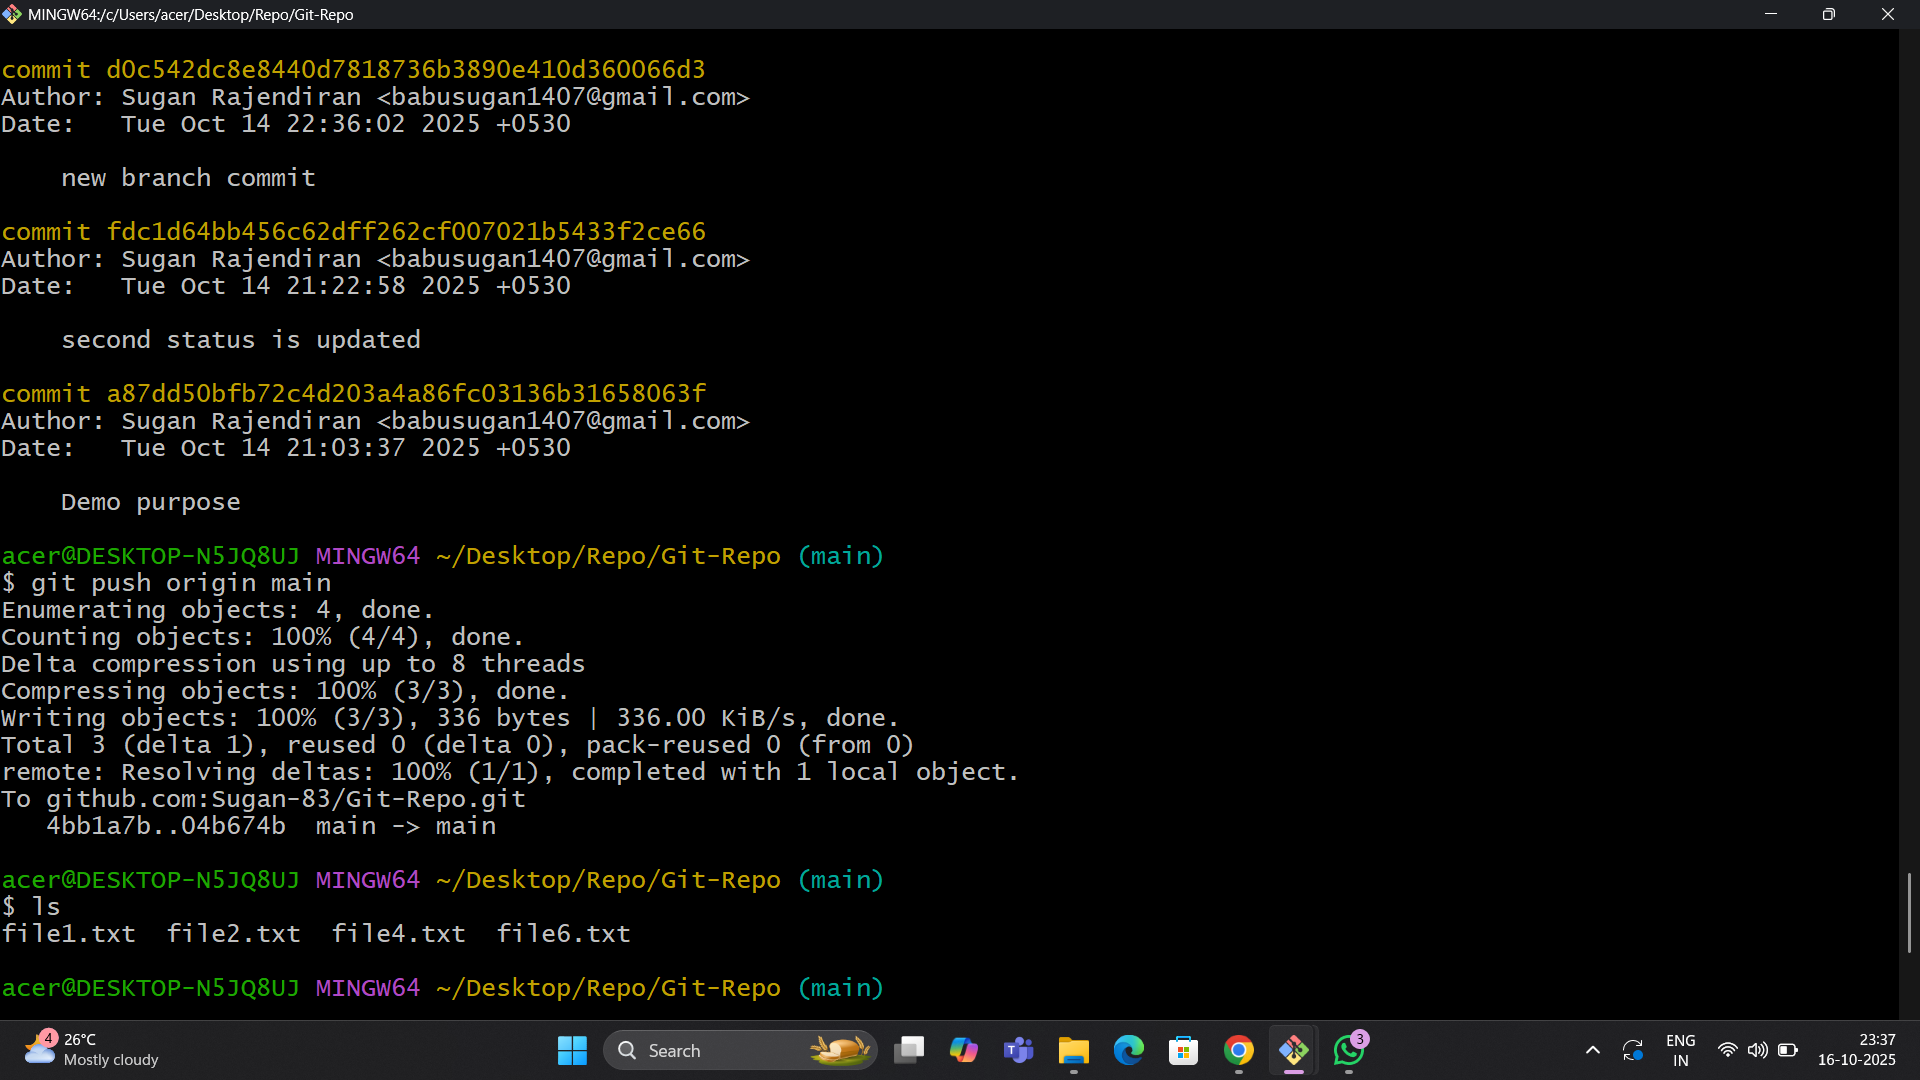 MINGW64:/c/Users/acer/Desktop/Repo/Git-Repo
commit d0c542dc8e8440d7818736b3890e410d360066d3
Author: Sugan Rajendiran <babusugan1407@gmail.com>
Date:   Tue Oct 14 22:36:02 2025 +0530
    new branch commit
commit fdc1d64bb456c62dff262cf007021b5433f2ce66
Author: Sugan Rajendiran <babusugan1407@gmail.com>
Date:   Tue Oct 14 21:22:58 2025 +0530
    second status is updated
commit a87dd50bfb72c4d203a4a86fc03136b31658063f
Author: Sugan Rajendiran <babusugan1407@gmail.com>
Date:   Tue Oct 14 21:03:37 2025 +0530
    Demo purpose
acer@DESKTOP-N5JQ8UJ MINGW64 ~/Desktop/Repo/Git-Repo (main)
$ git push origin main
Enumerating objects: 4, done.
Counting objects: 100% (4/4), done.
Delta compression using up to 8 threads
Compressing objects: 100% (3/3), done.
Writing objects: 100% (3/3), 336 bytes | 336.00 KiB/s, done.
Total 3 (delta 1), reused 0 (delta 0), pack-reused 0 (from 0)
remote: Resolving deltas: 100% (1/1), completed with 1 local object.
To github.com:Sugan-83/Git-Repo.git
   4bb1a7b..04b674b  main -> main
acer@DESKTOP-N5JQ8UJ MINGW64 ~/Desktop/Repo/Git-Repo (main)
$ ls
file1.txt  file2.txt  file4.txt  file6.txt
acer@DESKTOP-N5JQ8UJ MINGW64 ~/Desktop/Repo/Git-Repo (main)
4
26°C
Mostly cloudy
Search
T
3
ENG
IN
23:37
16-10-2025